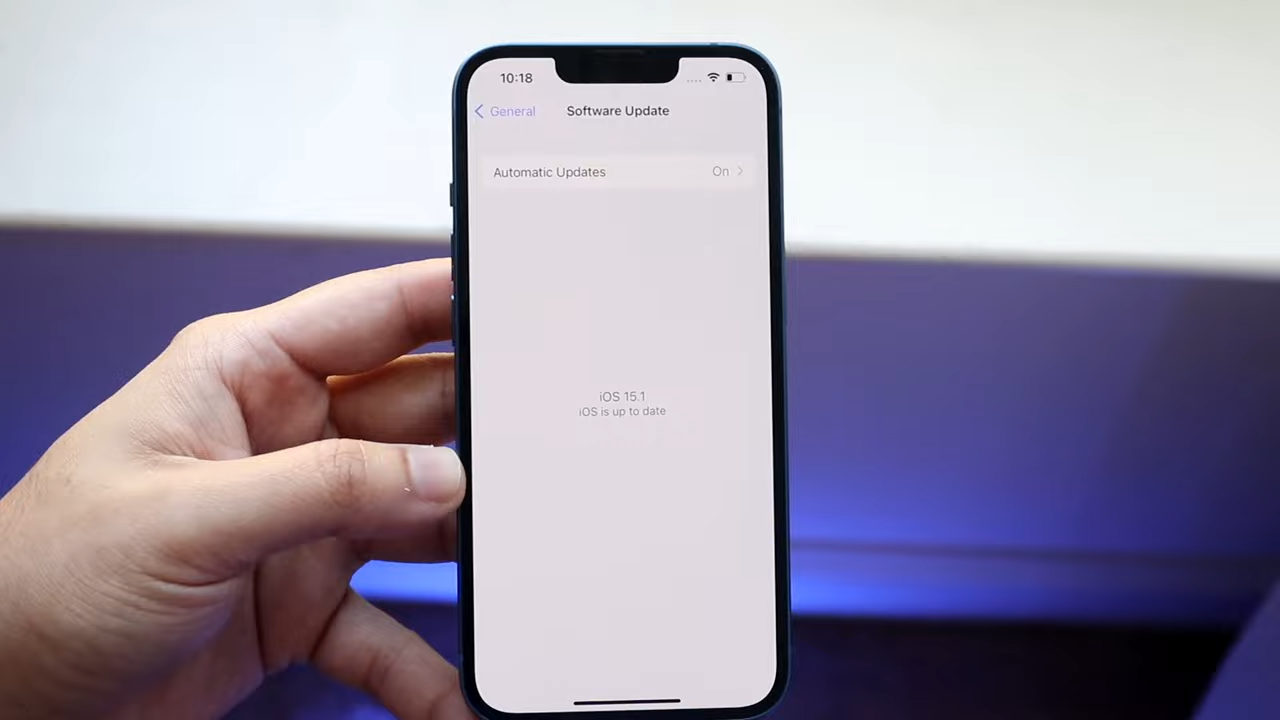 10:18
General
Software Update
Automatic Updates
On
iOS 15.1
iOS is up to date